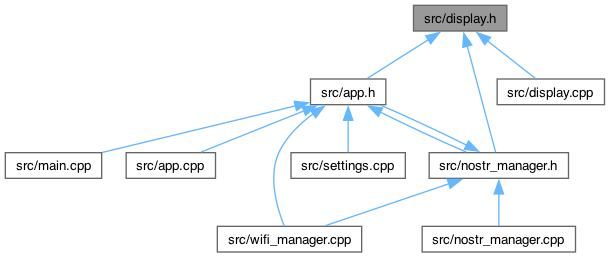 src/display.h
src/app.h
src/display.cpp
src/main.cpp
src/app.cpp
src/settings.cpp
src/nostr_manager.h
src/wifi_manager.cpp
src/nostr_manager.cpp